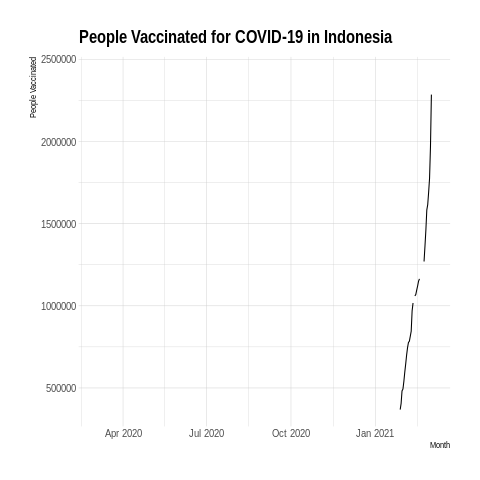 People Vaccinated for COVID-19 in Indonesia
People Vaccinated
2500000
2000000
1500000
1000000
500000
Apr 2020 Jul 2020 Oct 2020 Jan 2021
Month